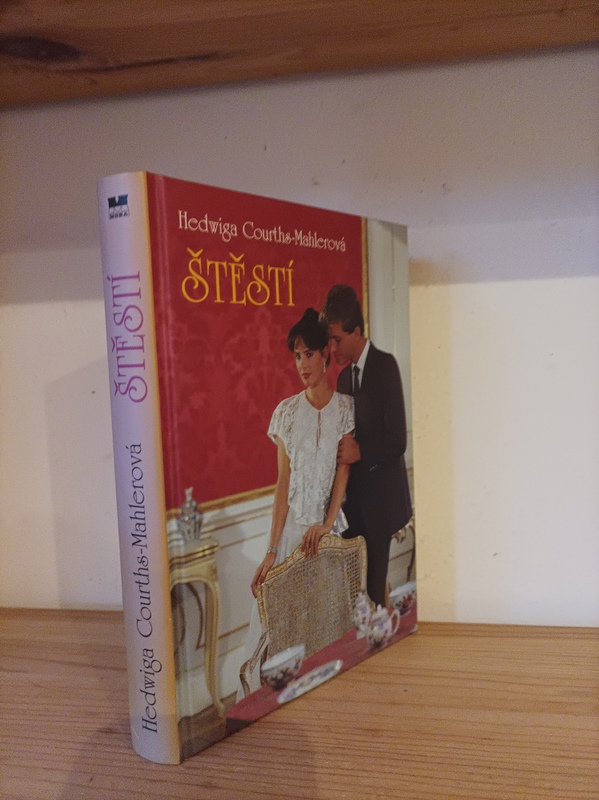 Hedwiga Courths-Mahlerová
ŠTĚSTÍ
Hedwiga Courths-Mahlerová ŠTĚSTÍ